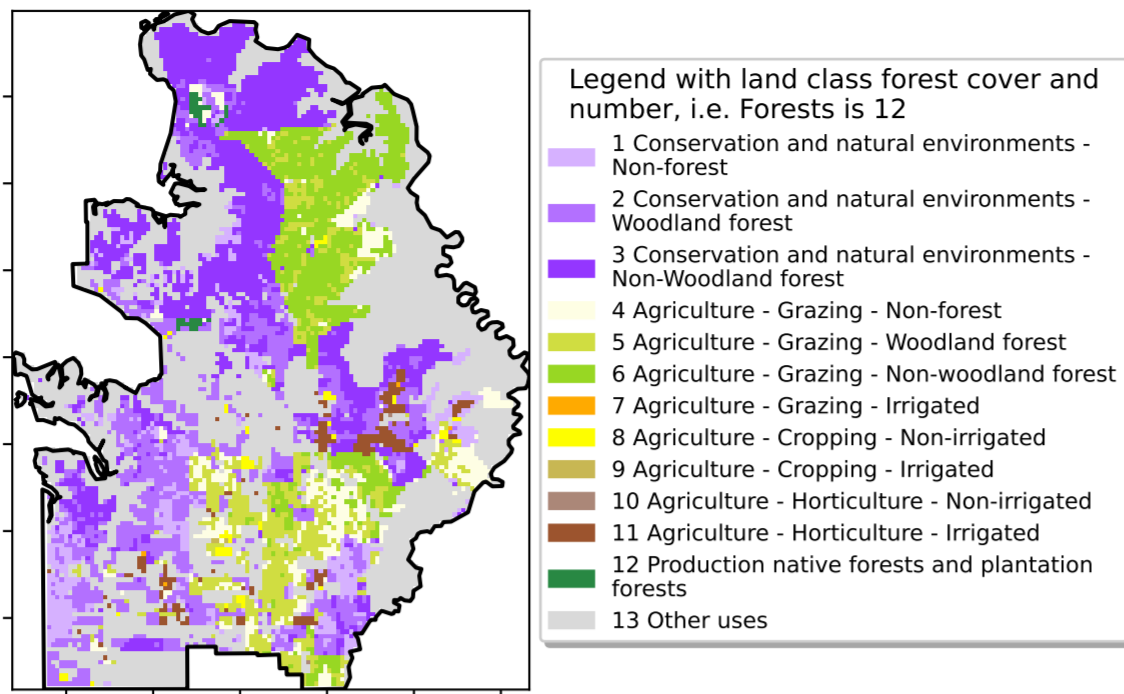 Legend with land class forest cover and
number, i.e. Forests is 12
1 Conservation and natural environments -
Non-forest
2 Conservation and natural environments -
Woodland forest
3 Conservation and natural environments -
Non-Woodland forest
4 Agriculture - Grazing - Non-forest
5 Agriculture - Grazing - Woodland forest
6 Agriculture - Grazing - Non-woodland forest
7 Agriculture - Grazing - Irrigated
8 Agriculture - Cropping - Non-irrigated
9 Agriculture - Cropping - Irrigated
10 Agriculture - Horticulture - Non-irrigated
11 Agriculture - Horticulture - Irrigated
12 Production native forests and plantation
forests
13 Other uses